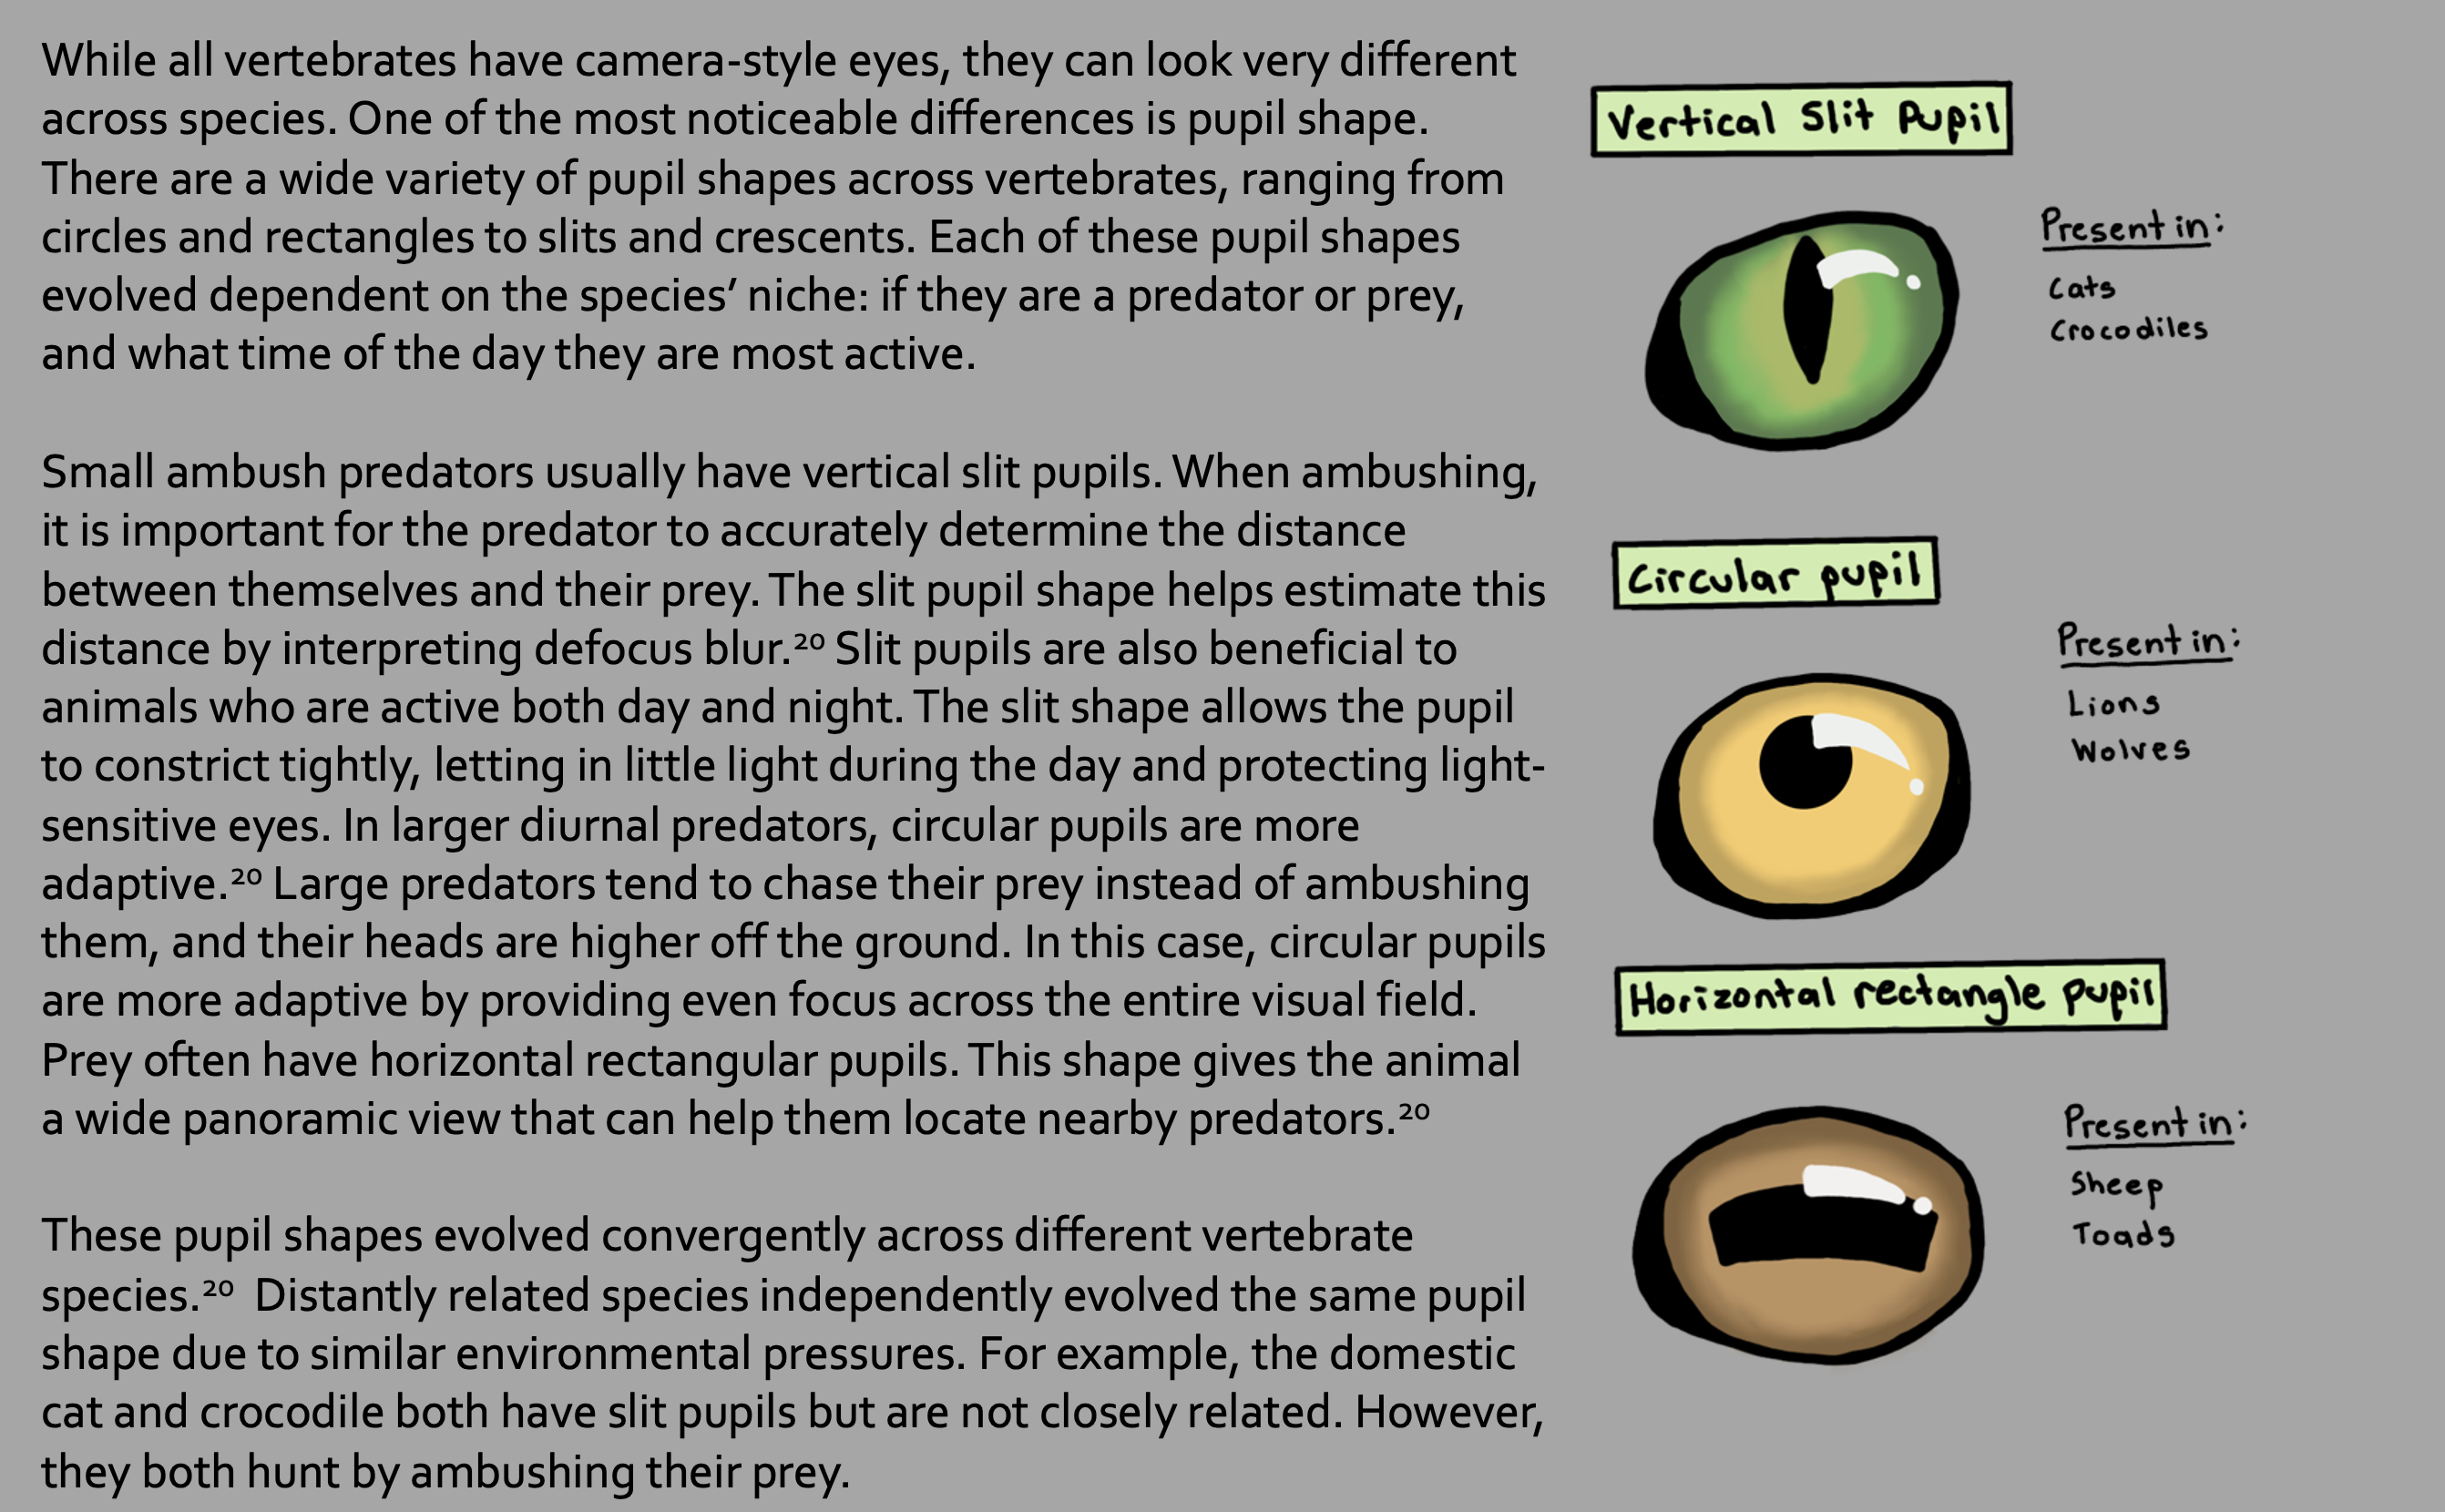 While all vertebrates have camera-style eyes, they can look very different
across species. One of the most noticeable differences is pupil shape.
There are a wide variety of pupil shapes across vertebrates, ranging from
circles and rectangles to slits and crescents. Each of these pupil shapes
evolved dependent on the species’ niche: if they are a predator or prey,
and what time of the day they are most active.
Small ambush predators usually have vertical slit pupils. When ambushing,
it is important for the predator to accurately determine the distance
between themselves and their prey. The slit pupil shape helps estimate this
distance by interpreting defocus blur.²⁰ Slit pupils are also beneficial to
animals who are active both day and night. The slit shape allows the pupil
to constrict tightly, letting in little light during the day and protecting light-
sensitive eyes. In larger diurnal predators, circular pupils are more
adaptive.²⁰ Large predators tend to chase their prey instead of ambushing
them, and their heads are higher off the ground. In this case, circular pupils
are more adaptive by providing even focus across the entire visual field.
Prey often have horizontal rectangular pupils. This shape gives the animal
a wide panoramic view that can help them locate nearby predators.²⁰
These pupil shapes evolved convergently across different vertebrate
species.²⁰ Distantly related species independently evolved the same pupil
shape due to similar environmental pressures. For example, the domestic
cat and crocodile both have slit pupils but are not closely related. However,
they both hunt by ambushing their prey.
Vertical Slit Pupil
Present in:
Cats
Crocodiles
Circular pupil
Present in:
Lions
Wolves
Horizontal rectangle pupil
Present in:
Sheep
Toads